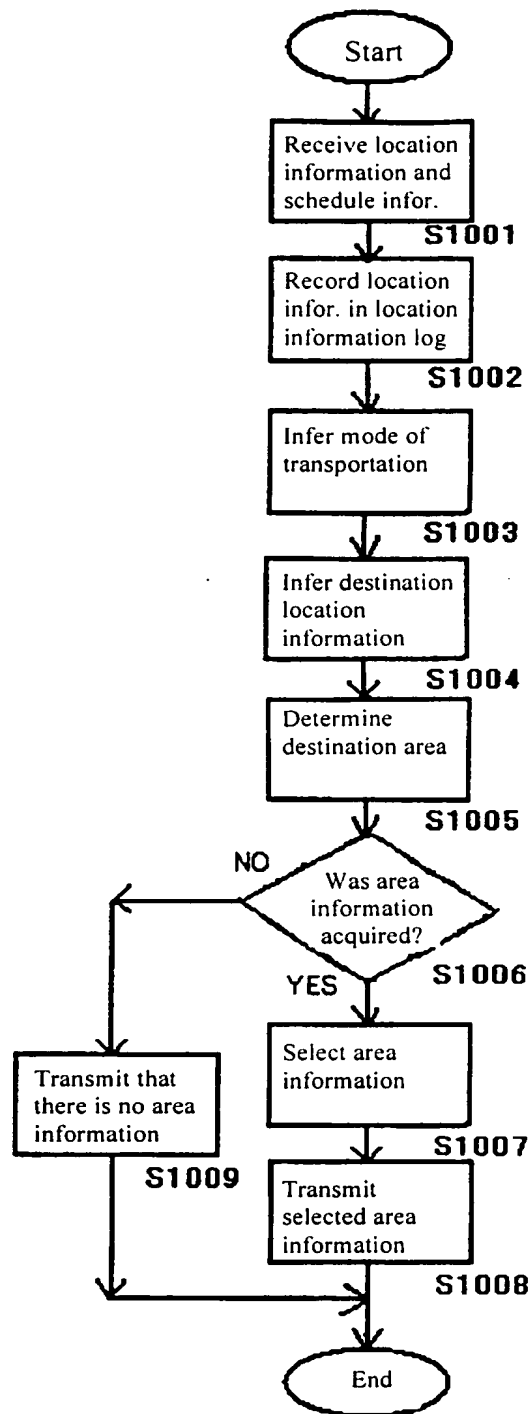 Start
Receive location
information and
schedule infor.
S1001
Record location
infor. in location
information log
S1002
Infer mode of
transportation
S1003
Infer destination
location
information
S1004
Determine
destination area
S1005
NO
Was area
information
acquired?
S1006
YES
Select area
information
S1007
Transmit that
there is no area
information
S1009
Transmit
selected area
information
S1008
End